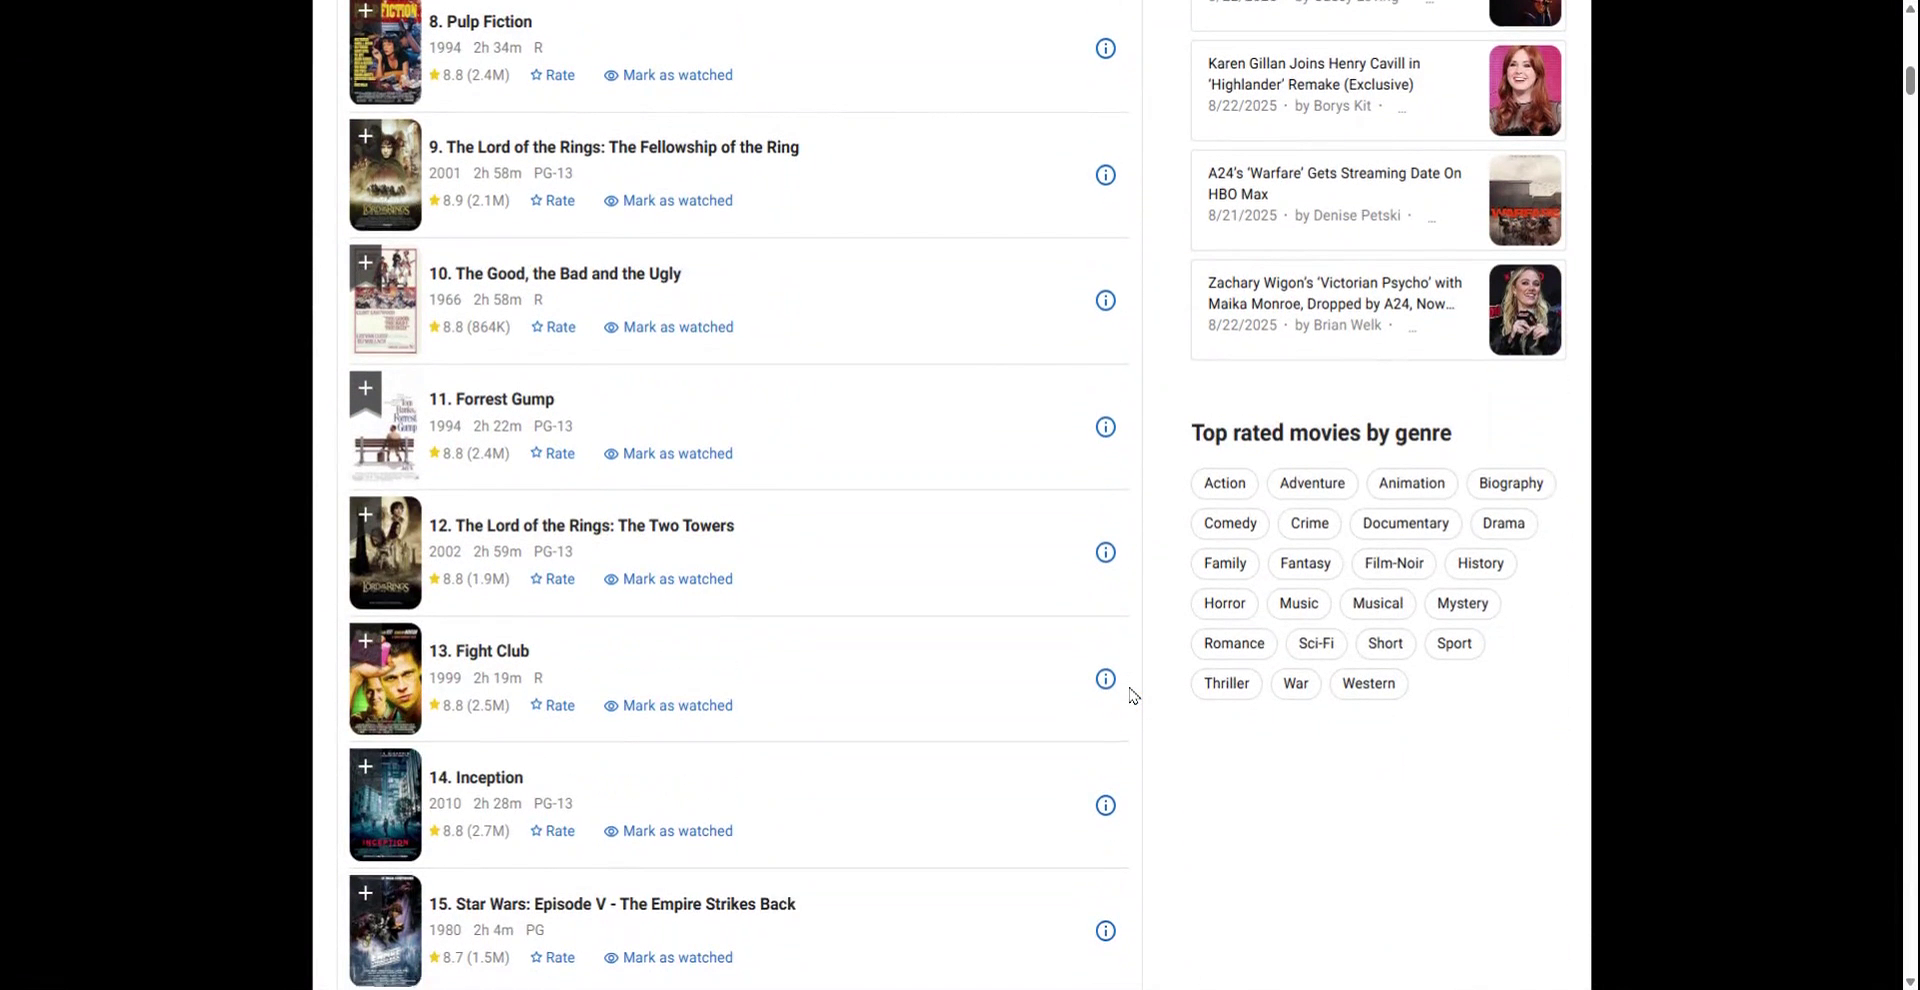 8. Pulp Fiction
1994 2h 34m R
8.8 (2.4M) Rate Mark as watched
9. The Lord of the Rings: The Fellowship of the Ring
2001 2h 58m PG-13
8.9 (2.1M) Rate Mark as watched
10. The Good, the Bad and the Ugly
1966 2h 58m R
8.8 (864K) Rate Mark as watched
11. Forrest Gump
1994 2h 22m PG-13
8.8 (2.4M) Rate Mark as watched
12. The Lord of the Rings: The Two Towers
2002 2h 59m PG-13
8.8 (1.9M) Rate Mark as watched
13. Fight Club
1999 2h 19m R
8.8 (2.5M) Rate Mark as watched
14. Inception
2010 2h 28m PG-13
8.8 (2.7M) Rate Mark as watched
INCEPTION
15. Star Wars: Episode V - The Empire Strikes Back
1980 2h 4m PG
8.7 (1.5M) Rate Mark as watched
Karen Gillan Joins Henry Cavill in
‘Highlander’ Remake (Exclusive)
8/22/2025 · by Borys Kit · ...
A24’s ‘Warfare’ Gets Streaming Date On
HBO Max
8/21/2025 · by Denise Petski · ...
WARFARE
Zachary Wigon’s ‘Victorian Psycho’ with
Maika Monroe, Dropped by A24, Now...
8/22/2025 · by Brian Welk · ...
Top rated movies by genre
Action Adventure Animation Biography
Comedy Crime Documentary Drama
Family Fantasy Film-Noir History
Horror Music Musical Mystery
Romance Sci-Fi Short Sport
Thriller War Western